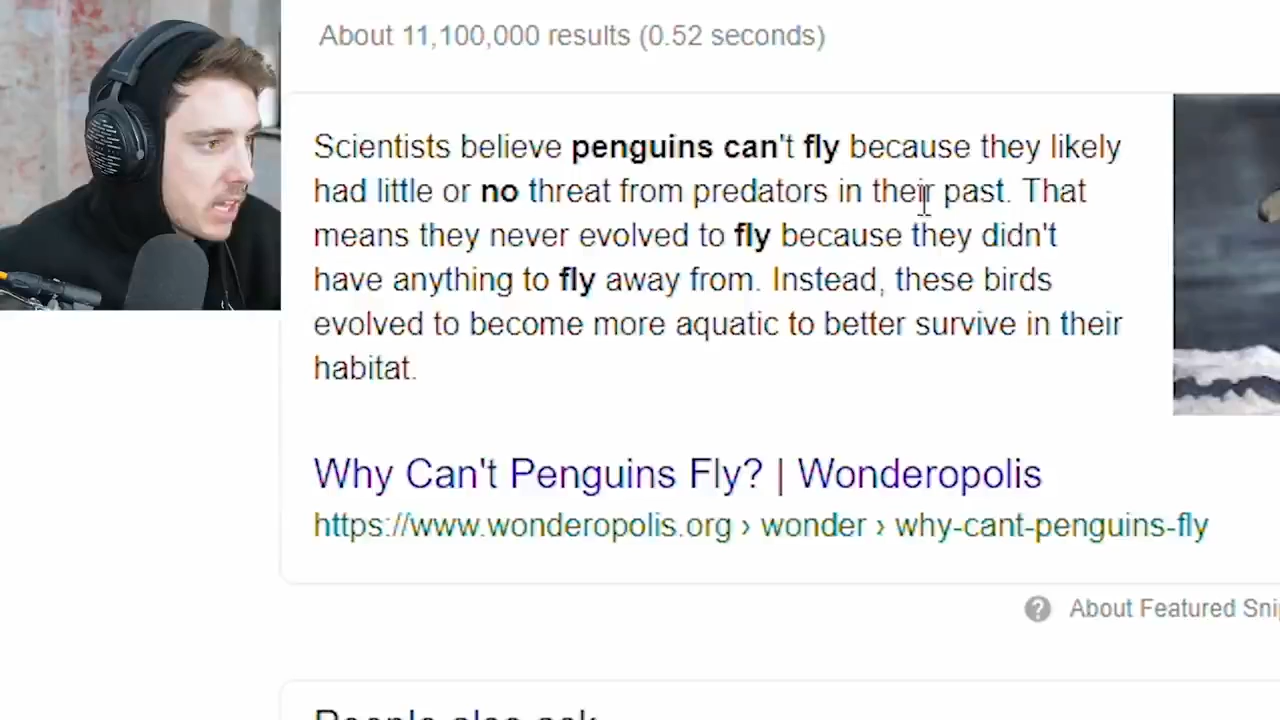 About 11,100,000 results (0.52 seconds)
Scientists believe penguins can't fly because they likely
had little or no threat from predators in their past. That
means they never evolved to fly because they didn't
have anything to fly away from. Instead, these birds
evolved to become more aquatic to better survive in their
habitat.
Why Can't Penguins Fly? | Wonderopolis
https://www.wonderopolis.org › wonder › why-cant-penguins-fly
About Featured Sni
People also ask